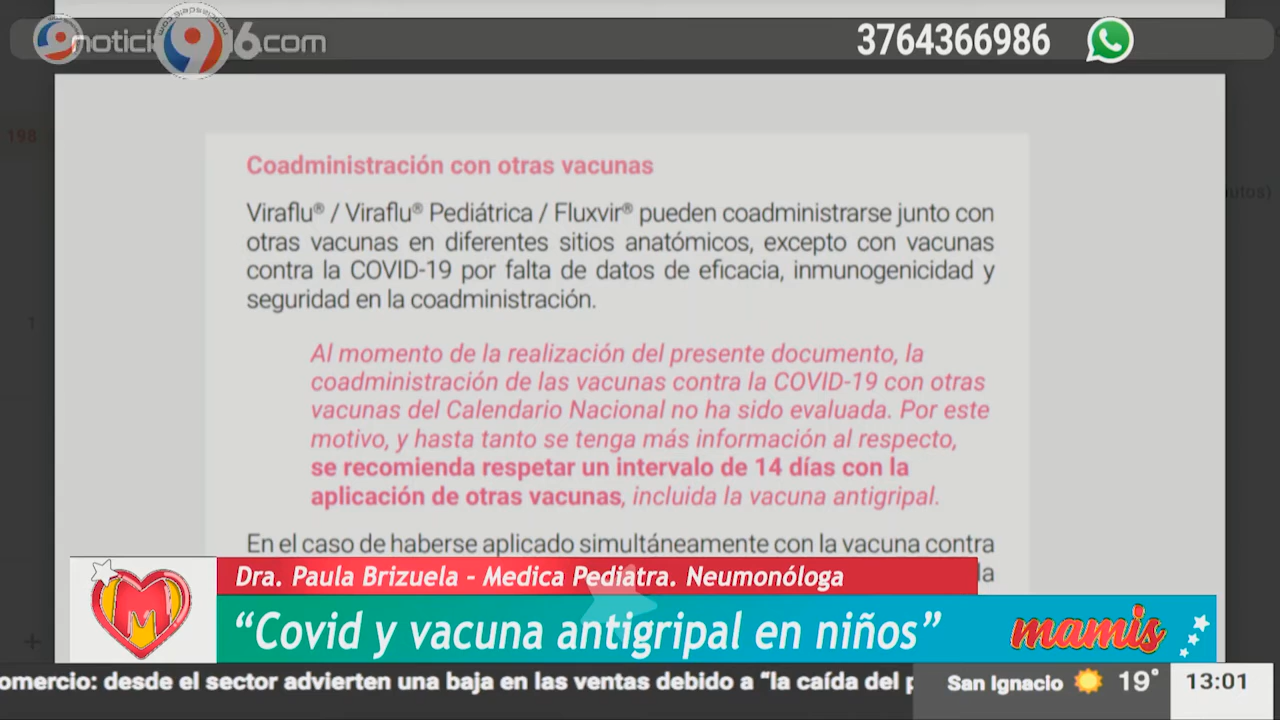 3764366986
198
Coadministración con otras vacunas
Viraflu® / Viraflu® Pediátrica / Fluxvir® pueden coadministrarse junto con
otras vacunas en diferentes sitios anatómicos, excepto con vacunas
contra la COVID-19 por falta de datos de eficacia, inmunogenicidad y
seguridad en la coadministración.
1
Al momento de la realización del presente documento, la
coadministración de las vacunas contra la COVID-19 con otras
vacunas del Calendario Nacional no ha sido evaluada. Por este
motivo, y hasta tanto se tenga más información al respecto,
se recomienda respetar un intervalo de 14 días con la
aplicación de otras vacunas, incluida la vacuna antigripal.
En el caso de haberse aplicado simultáneamente con la vacuna contra
la
Dra. Paula Brizuela - Medica Pediatra. Neumonóloga
M
"Covid y vacuna antigripal en niños"
mamis
omercio: desde el sector advierten una baja en las ventas debido a "la caída del p
San Ignacio 19°
13:01